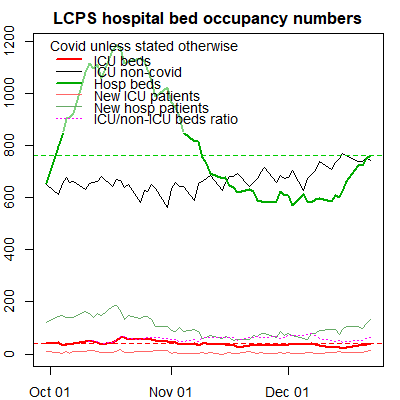 LCPS hospital bed occupancy numbers
Covid unless stated otherwise
ICU beds
ICU non-covid
Hosp beds
New ICU patients
New hosp patients
ICU/non-ICU beds ratio
1200
1000
800
600
400
200
0
Oct 01 Nov 01 Dec 01